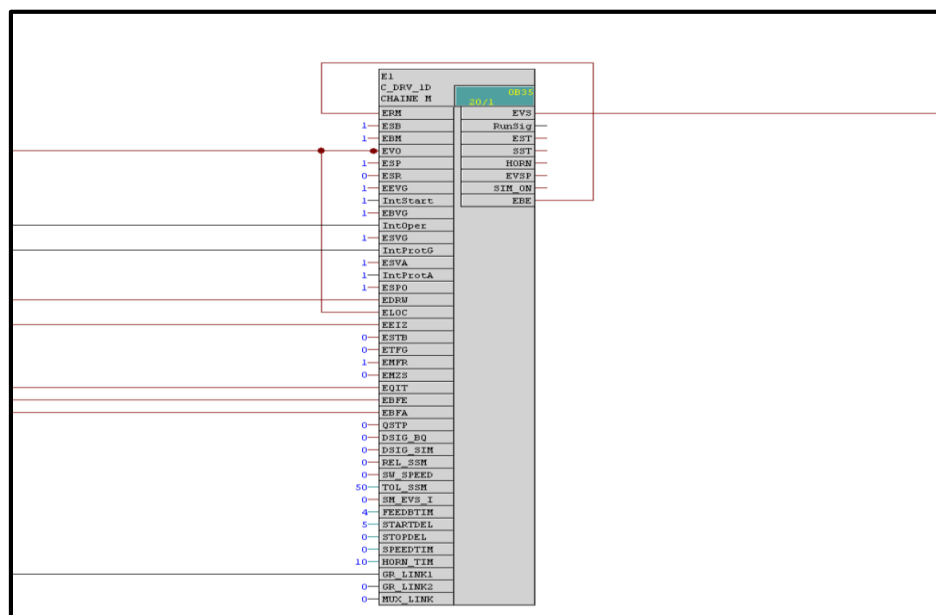 E1
C_DRV_1D
CHAINE M
OB35
20/1
ERM EVS
1 ESB RunSig
1 EBM EST
EVO SST
1 ESP HORN
0 ESR EVSP
1 EEVG SIM_ON
1 IntStart EBE
1 EBVG
IntOper
1 ESVG
IntProtG
1 ESVA
1 IntProtA
1 ESPO
EDRW
ELOC
EEIZ
0 ESTB
0 ETFG
1 EMFR
0 EMZS
EQIT
EBFE
EBFA
0 QSTP
0 DSIG_BQ
0 DSIG_SIM
0 REL_SSM
0 SW_SPEED
50 TOL_SSM
0 SM_EVS_I
4 FEEDBTIM
5 STARTDEL
0 STOPDEL
0 SPEEDTIM
10 HORN_TIM
GR_LINK1
0 GR_LINK2
0 MUX_LINK